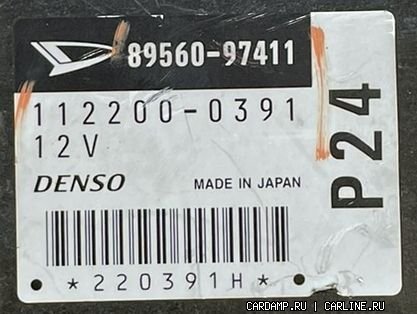 89560-97411
112200-0391
12V
DENSO MADE IN JAPAN
*220391H*
P24
CARDAMP.RU / CARLINE.RU